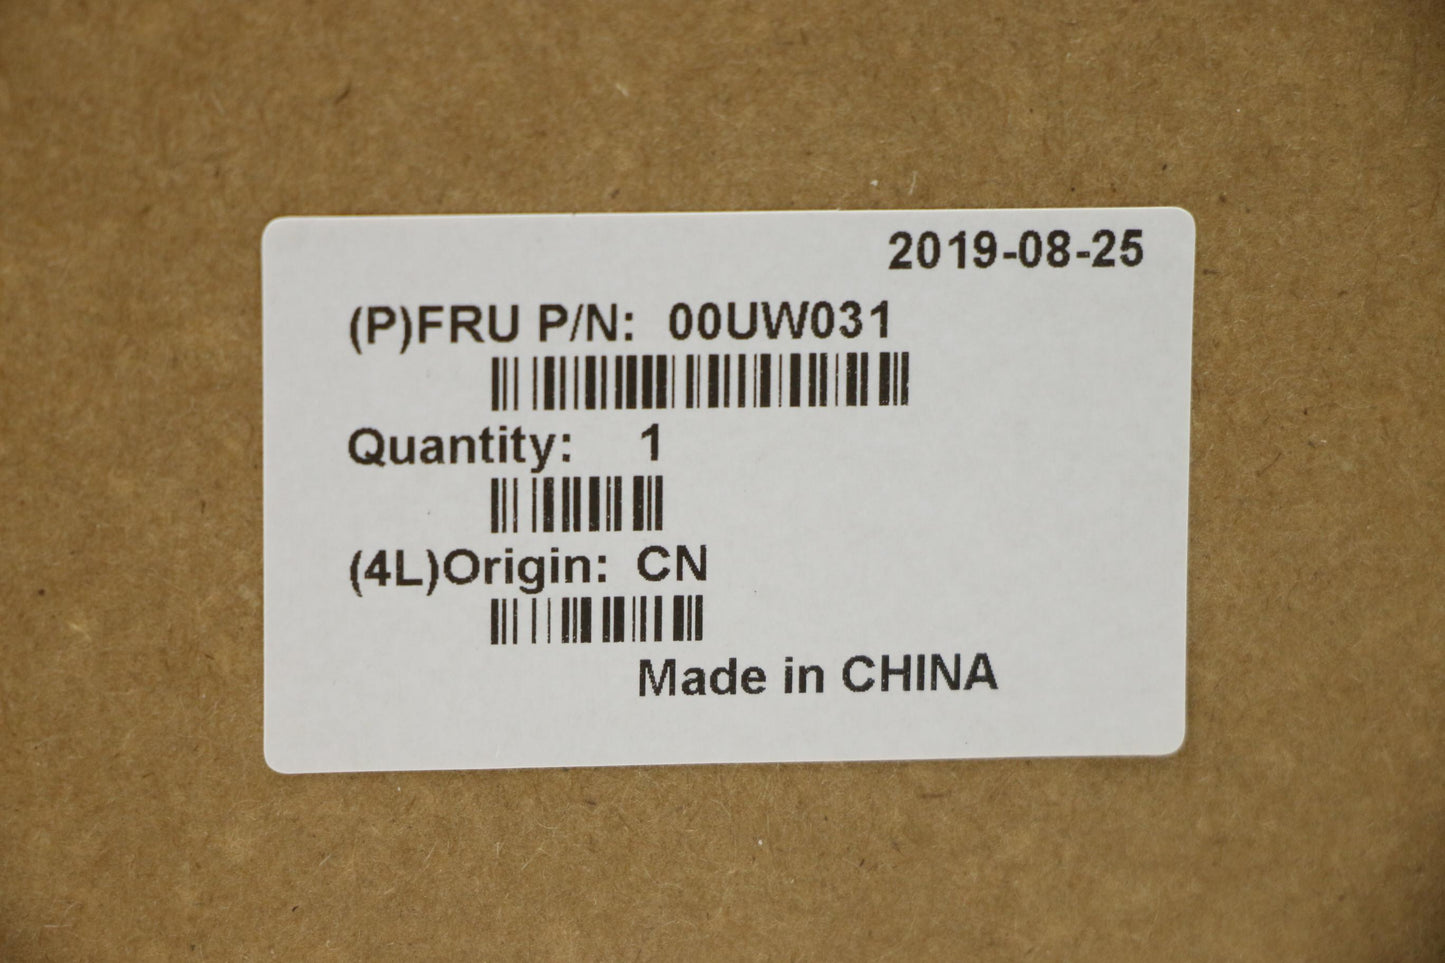 2019-08-25
(P)FRU P/N: 00UW031
Quantity: 1
(4L)Origin: CN
Made in CHINA